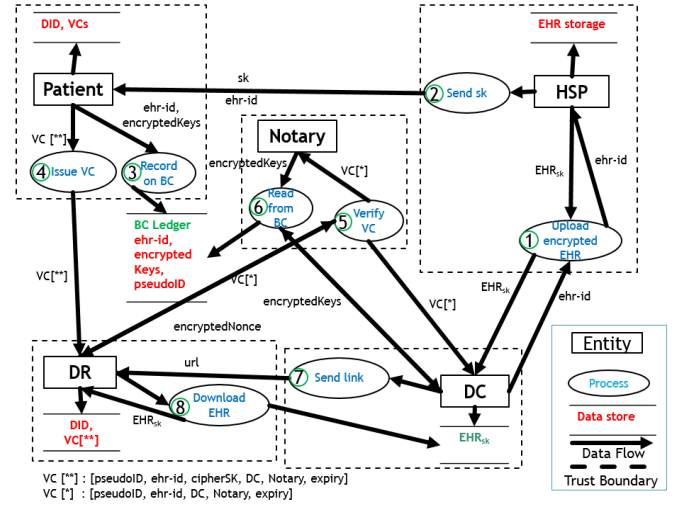 DID, VCs
EHR storage
Patient
sk
ehr-id
2 Send sk
HSP
ehr-id,
encryptedKeys
VC [**]
4 Issue VC
3 Record
on BC
Notary
encryptedKeys
VC[*]
EHRsk
ehr-id
6 Read
from
BC
5 Verify
VC
1 Upload
encrypted
EHR
BC Ledger
ehr-id,
encrypted
Keys,
pseudoID
VC[**]
VC[*]
encryptedKeys
VC[*]
EHRsk
ehr-id
encryptedNonce
DR
url
7 Send link
DC
8 Download
EHR
EHRsk
DID,
VC[**]
EHRsk
Entity
Process
Data store
Data Flow
Trust Boundary
VC [**] : [pseudoID, ehr-id, cipherSK, DC, Notary, expiry]
VC [*] : [pseudoID, ehr-id, DC, Notary, expiry]